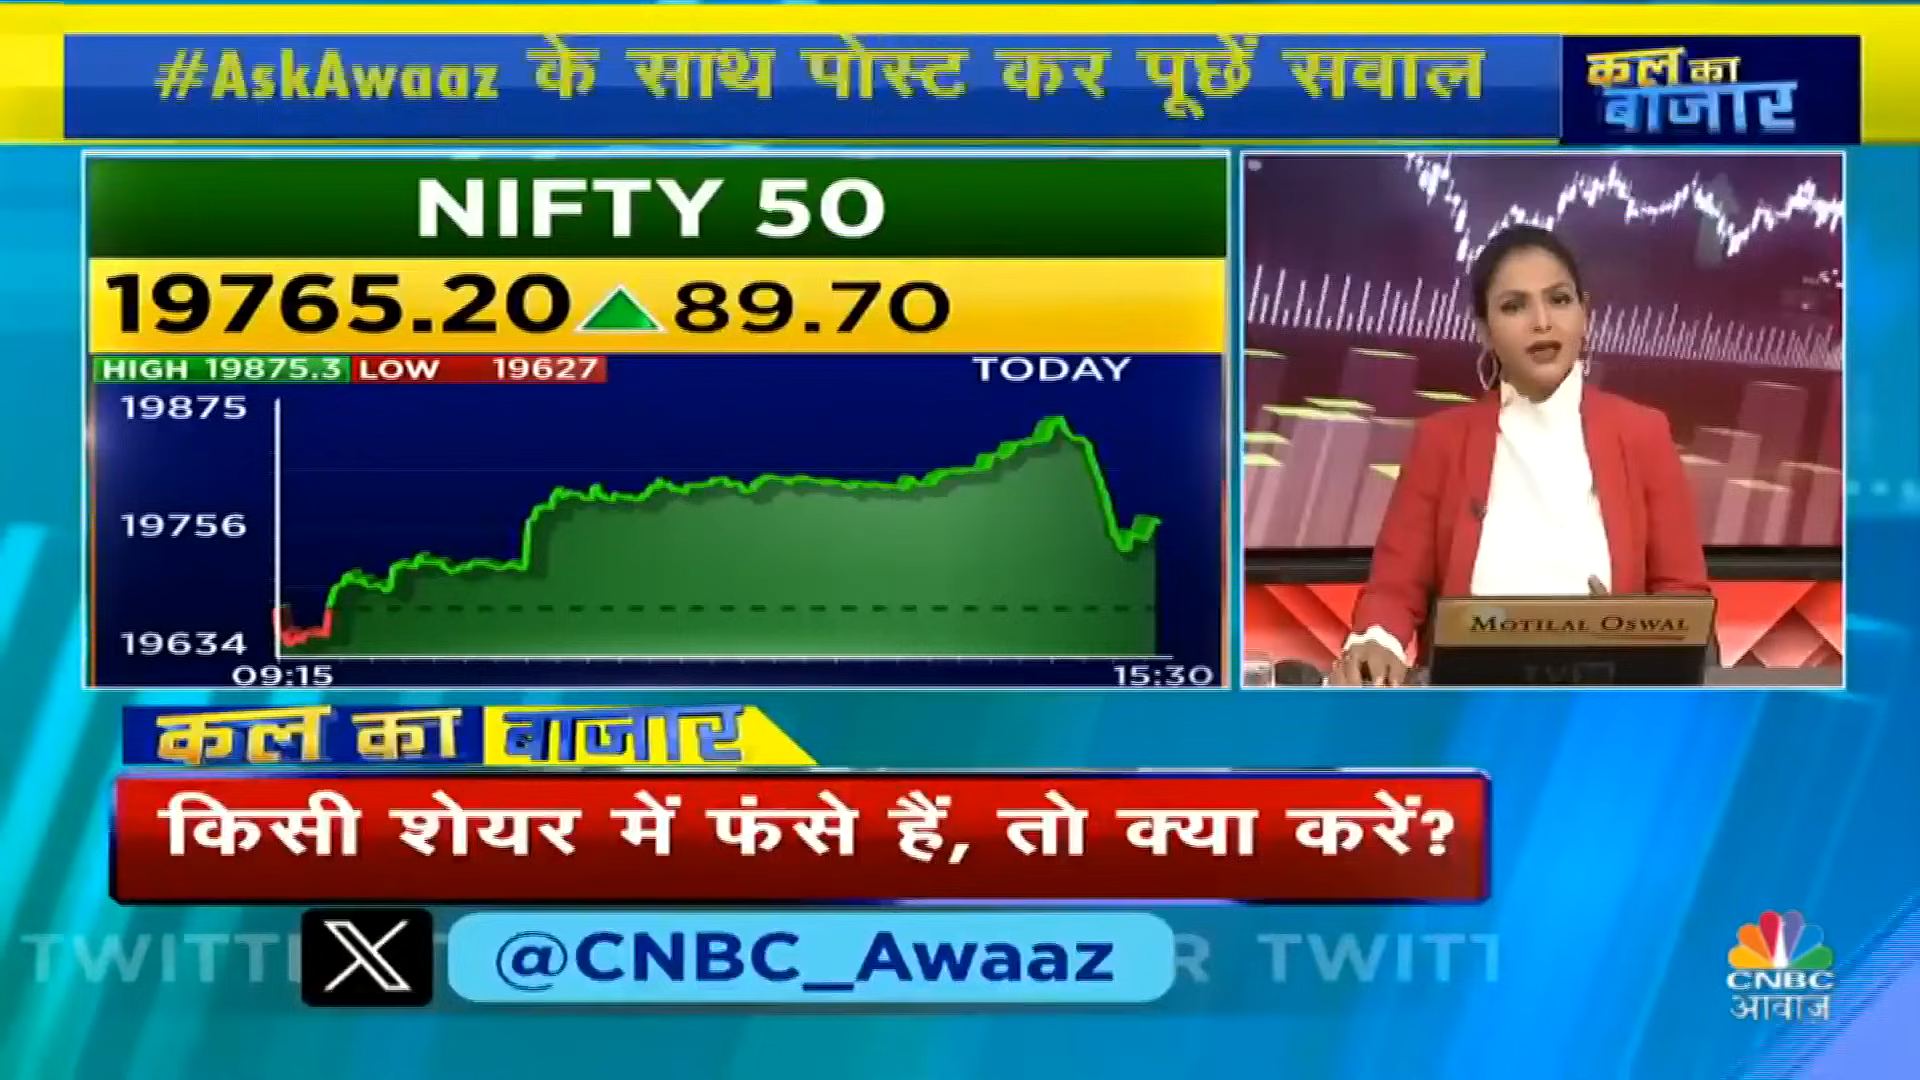 #AskAwaaz के साथ पोस्ट कर पूछें सवाल
कल का
बाजार
NIFTY 50
19765.20 89.70
HIGH 19875.3 LOW 19627 TODAY
19875
19756
19634
09:15 15:30
MOTILAL OSWAL
कल का बाजार
किसी शेयर में फंसे हैं, तो क्या करें?
@CNBC_Awaaz
TWITT
CNBC
आवाज़